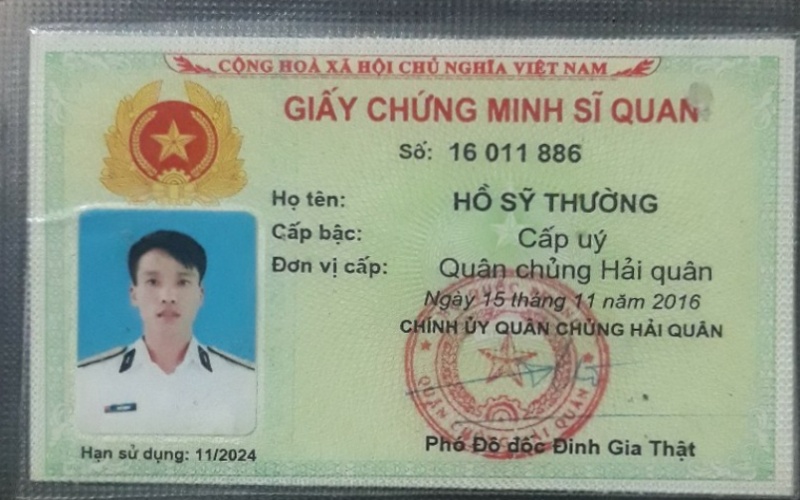 CỘNG HOÀ XÃ HỘI CHỦ NGHĨA VIỆT NAM
GIẤY CHỨNG MINH SĨ QUAN
Số: 16 011 886
Họ tên: HỒ SỸ THƯỜNG
Cấp bậc: Cấp uý
Đơn vị cấp: Quân chủng Hải quân
Ngày 15 tháng 11 năm 2016
CHÍNH ỦY QUÂN CHỦNG HẢI QUÂN
QUÂN CHỦNG HẢI QUÂN
Phó Đô đốc Đinh Gia Thật
Hạn sử dụng: 11/2024